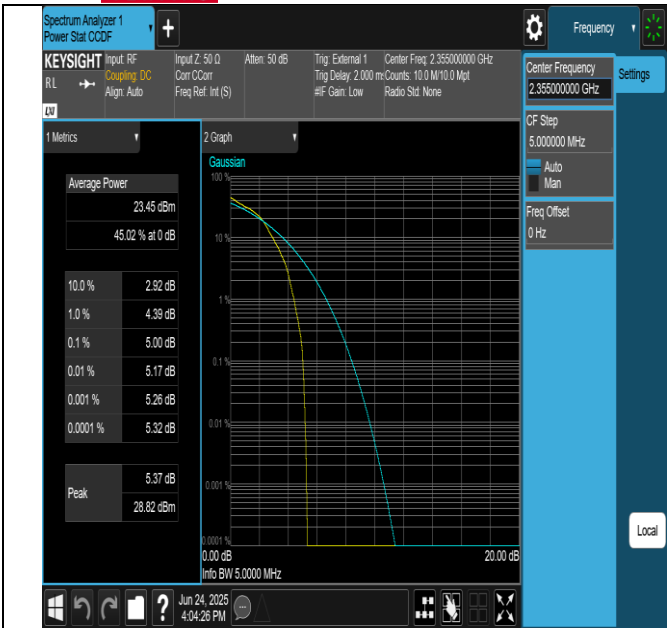 Spectrum Analyzer 1
Power Stat CCDF
+
Frequency
KEYSIGHT
RL
LXI
Input: RF
Coupling: DC
Align: Auto
Input Z: 50 Ω
Corr CCorr
Freq Ref: Int (S)
Atten: 50 dB
Trig: External 1
Trig Delay: 2.000 m
#IF Gain: Low
Center Freq: 2.355000000 GHz
Counts: 10.0 M/10.0 Mpt
Radio Std: None
Center Frequency
2.355000000 GHz
Settings
CF Step
5.000000 MHz
Auto
Man
Freq Offset
0 Hz
1 Metrics
2 Graph
Average Power
23.45 dBm
45.02 % at 0 dB
10.0 % 2.92 dB
1.0 % 4.39 dB
0.1 % 5.00 dB
0.01 % 5.17 dB
0.001 % 5.26 dB
0.0001 % 5.32 dB
Peak
5.37 dB
28.82 dBm
Gaussian
100 %
10 %
1 %
0.1 %
0.01 %
0.001 %
0.0001 %
0.00 dB
20.00 dB
Info BW 5.0000 MHz
Local
?
Jun 24, 2025
4:04:26 PM